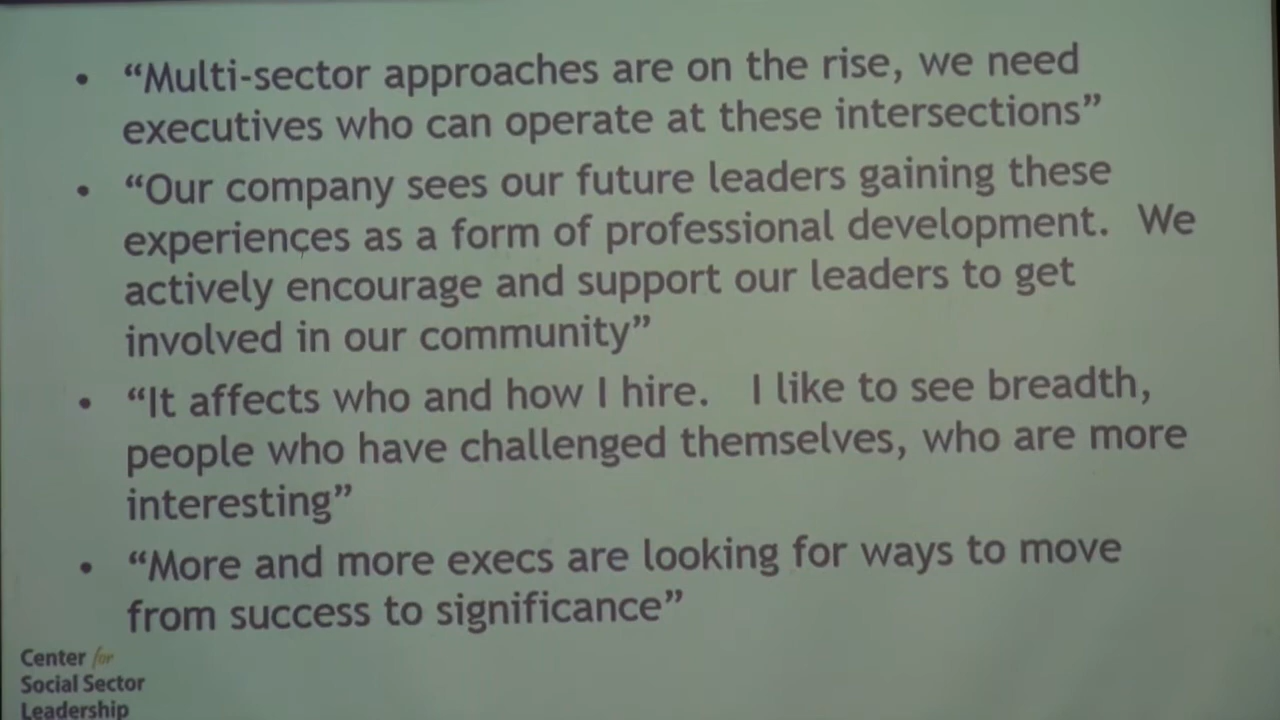 • “Multi-sector approaches are on the rise, we need
executives who can operate at these intersections”
• “Our company sees our future leaders gaining these
experiences as a form of professional development. We
actively encourage and support our leaders to get
involved in our community”
• “It affects who and how I hire. I like to see breadth,
people who have challenged themselves, who are more
interesting”
• “More and more execs are looking for ways to move
from success to significance”
Center for
Social Sector
Leadership